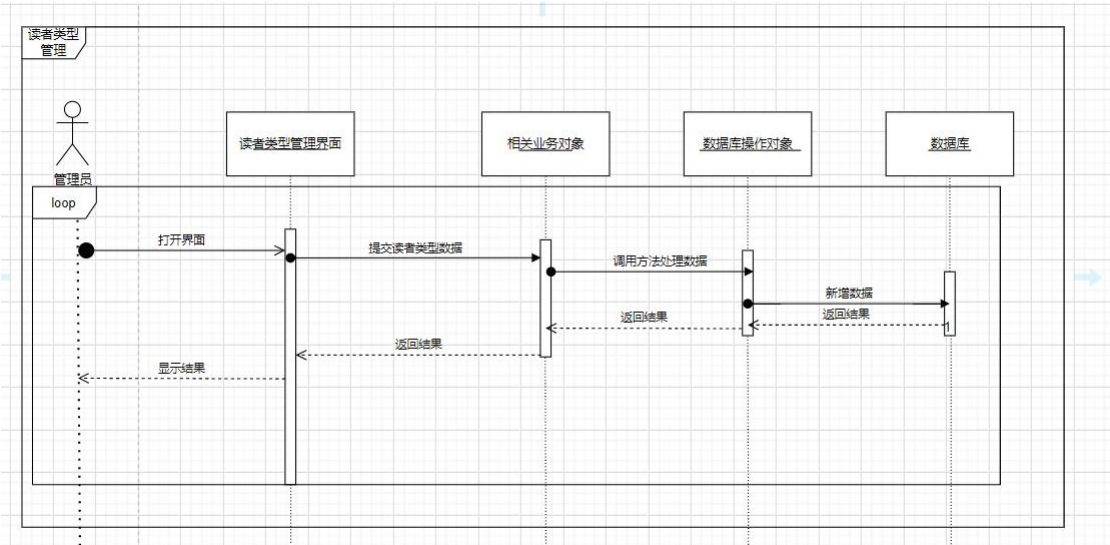 读者类型
管理
读者类型管理界面
相关业务对象
数据库操作对象
数据库
管理员
loop
打开界面
提交读者类型数据
调用方法处理数据
新增数据
返回结果
返回结果
返回结果
显示结果